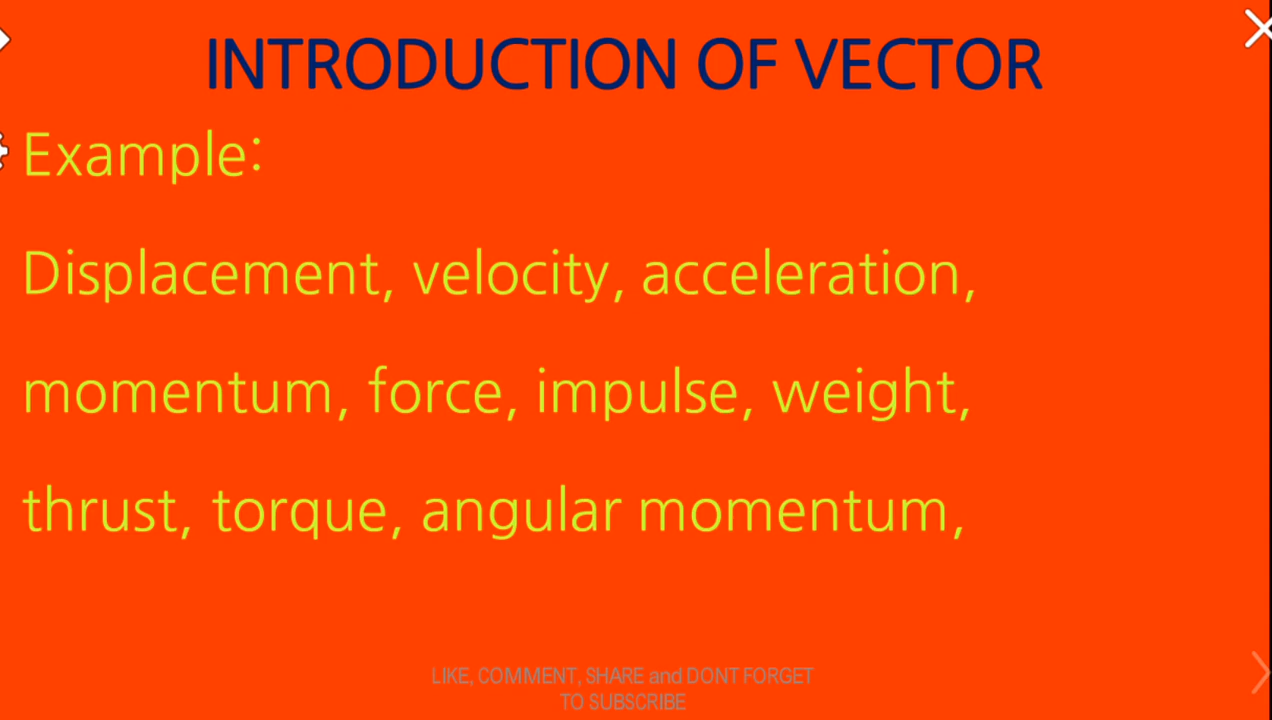 INTRODUCTION OF VECTOR
Example:
Displacement, velocity, acceleration,
momentum, force, impulse, weight,
thrust, torque, angular momentum,
LIKE, COMMENT, SHARE and DONT FORGET
TO SUBSCRIBE